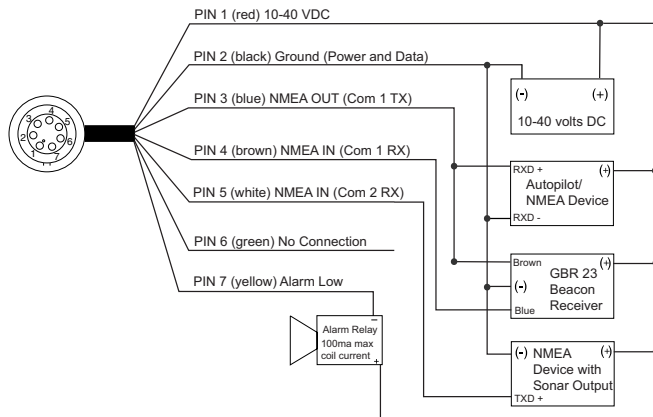 PIN 1 (red) 10-40 VDC
PIN 2 (black) Ground (Power and Data)
PIN 3 (blue) NMEA OUT (Com 1 TX)
PIN 4 (brown) NMEA IN (Com 1 RX)
PIN 5 (white) NMEA IN (Com 2 RX)
PIN 6 (green) No Connection
PIN 7 (yellow) Alarm Low
4
3
5
2
6
1
7
(-) (+)
10-40 volts DC
RXD + (+)
Autopilot/
NMEA Device
RXD -
Brown (+)
GBR 23
(-) Beacon
Receiver
Blue
(-) NMEA (+)
Device with
Sonar Output
TXD +
–
Alarm Relay
100ma max
coil current
+